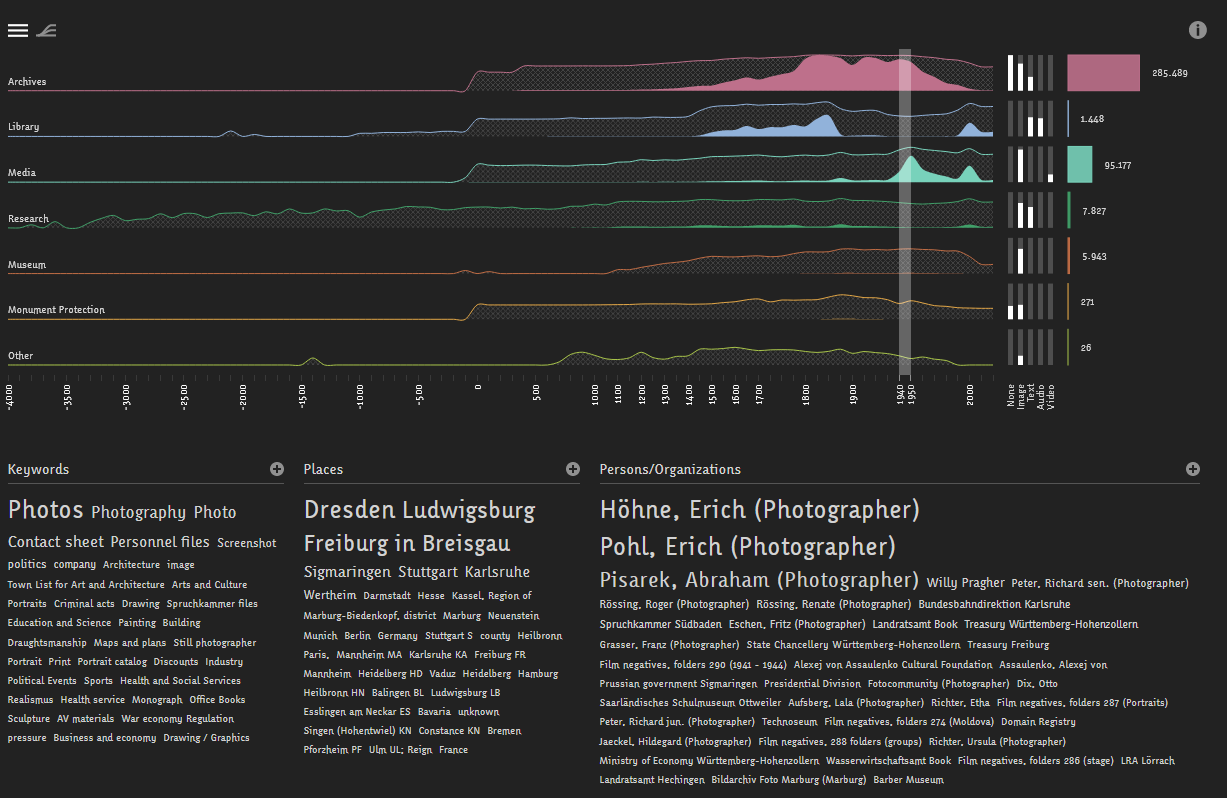 Archives
285.489
Library
1.448
Media
95.177
Research
7.827
Museum
5.943
Monument Protection
271
Other
26
-4000 -3500 -3000 -2500 -2000 -1500 -1000 -500 0 500 1000 1100 1200 1300 1400 1500 1600 1700 1800 1900 1940 1950 2000
None Image Text Audio Video
Keywords
Photos Photography Photo
Contact sheet Personnel files Screenshot
politics company Architecture image
Town List for Art and Architecture Arts and Culture
Portraits Criminal acts Drawing Spruchkammer files
Education and Science Painting Building
Draughtsmanship Maps and plans Still photographer
Portrait Print Portrait catalog Discounts Industry
Political Events Sports Health and Social Services
Realismus Health service Monograph Office Books
Sculpture AV materials War economy Regulation
pressure Business and economy Drawing / Graphics
Places
Dresden Ludwigsburg
Freiburg in Breisgau
Sigmaringen Stuttgart Karlsruhe
Wertheim Darmstadt Hesse Kassel, Region of
Marburg-Biedenkopf, district Marburg Neuenstein
Munich Berlin Germany Stuttgart S county Heilbronn
Paris, Mannheim MA Karlsruhe KA Freiburg FR
Mannheim Heidelberg HD Vaduz Heidelberg Hamburg
Heilbronn HN Balingen BL Ludwigsburg LB
Esslingen am Neckar ES Bavaria unknown
Singen (Hohentwiel) KN Constance KN Bremen
Pforzheim PF Ulm UL; Reign France
Persons/Organizations
Höhne, Erich (Photographer)
Pohl, Erich (Photographer)
Pisarek, Abraham (Photographer) Willy Pragher Peter, Richard sen. (Photographer)
Rössing, Roger (Photographer) Rössing, Renate (Photographer) Bundesbahndirektion Karlsruhe
Spruchkammer Südbaden Eschen, Fritz (Photographer) Landratsamt Book Treasury Württemberg-Hohenzollern
Grasser, Franz (Photographer) State Chancellery Württemberg-Hohenzollern Treasury Freiburg
Film negatives, folders 290 (1941 - 1944) Alexej von Assaulenko Cultural Foundation Assaulenko, Alexej von
Prussian government Sigmaringen Presidential Division Fotocommunity (Photographer) Dix, Otto
Saarländisches Schulmuseum Ottweiler Aufsberg, Lala (Photographer) Richter, Etha Film negatives, folders 287 (Portraits)
Peter, Richard jun. (Photographer) Technoseum Film negatives, folders 274 (Moldova) Domain Registry
Jaeckel, Hildegard (Photographer) Film negatives, 288 folders (groups) Richter, Ursula (Photographer)
Ministry of Economy Württemberg-Hohenzollern Wasserwirtschaftsamt Book Film negatives, folders 286 (stage) LRA Lörrach
Landratsamt Hechingen Bildarchiv Foto Marburg (Marburg) Barber Museum